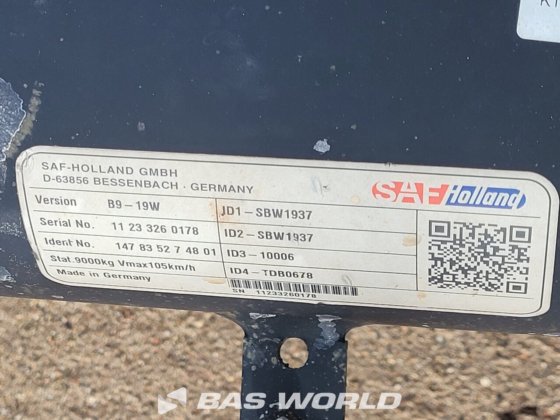 SAF-HOLLAND GMBH
D-63856 BESSENBACH - GERMANY
SAF Holland
Version B9-19W
JD1-SBW1937
Serial No. 11 23 326 0178
ID2-SBW1937
Ident No. 147 83 52 7 48 01
ID3-10006
Stat.9000kg Vmax105km/h
ID4-TDB0678
Made in Germany
SN 11233260178
BAS WORLD